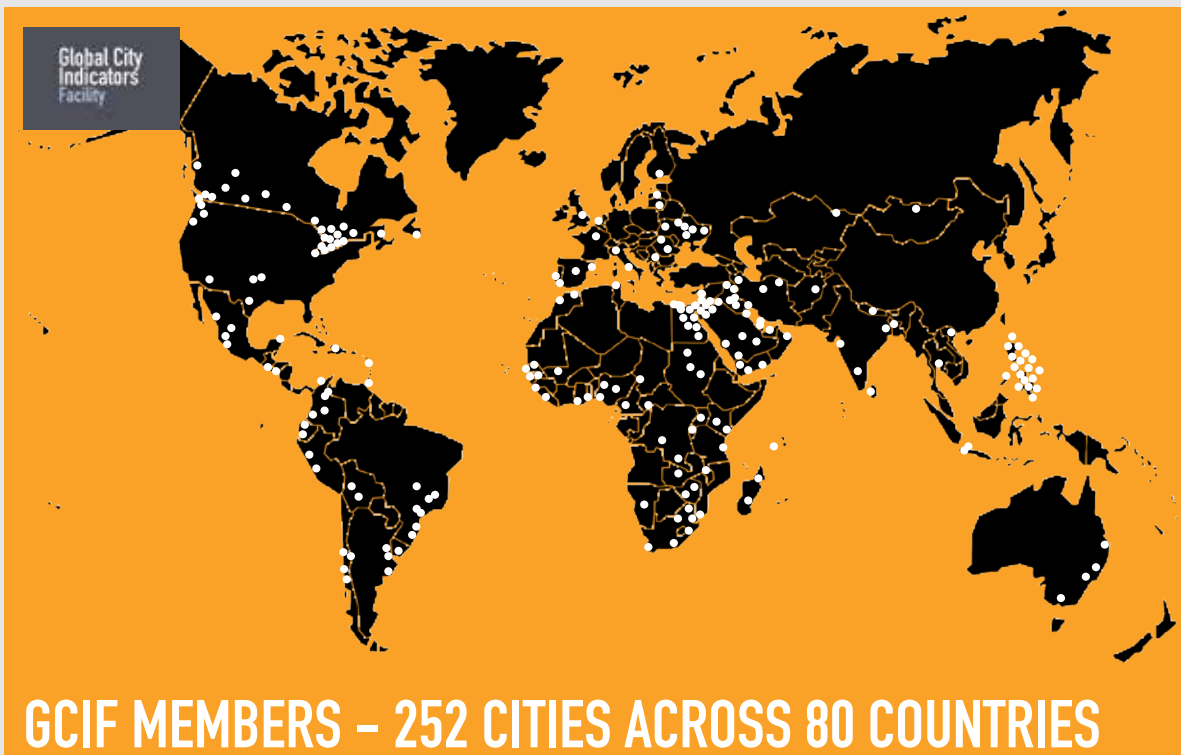 Global City
Indicators
Facility
GCIF MEMBERS – 252 CITIES ACROSS 80 COUNTRIES